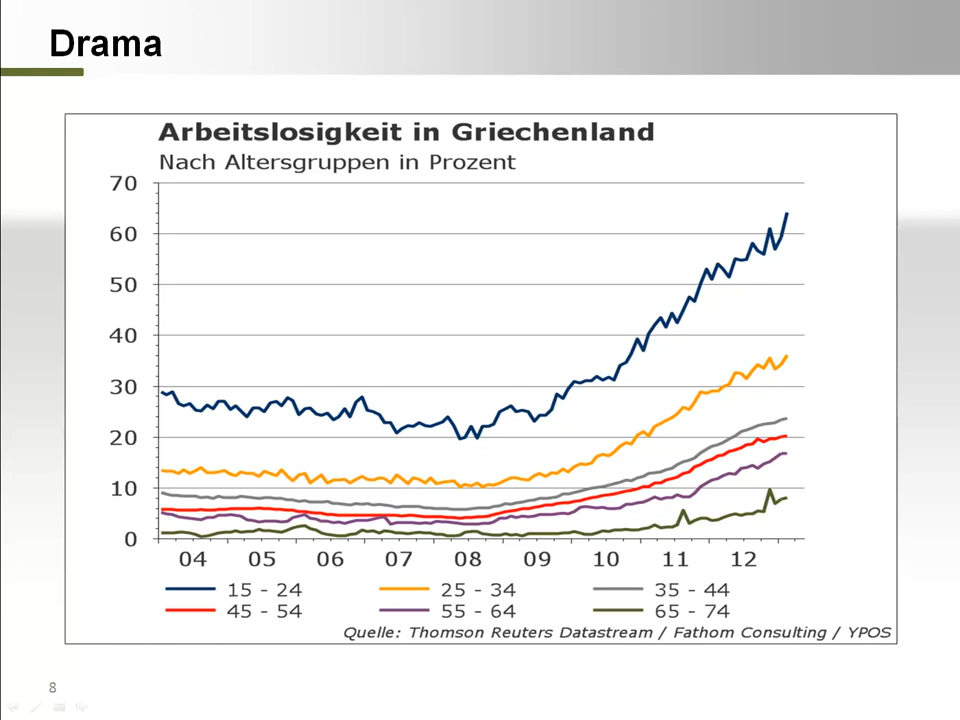 Drama
Arbeitslosigkeit in Griechenland
Nach Altersgruppen in Prozent
70
60
50
40
30
20
10
0
04 05 06 07 08 09 10 11 12
15 - 24 25 - 34 35 - 44
45 - 54 55 - 64 65 - 74
Quelle: Thomson Reuters Datastream / Fathom Consulting / YPOS
8